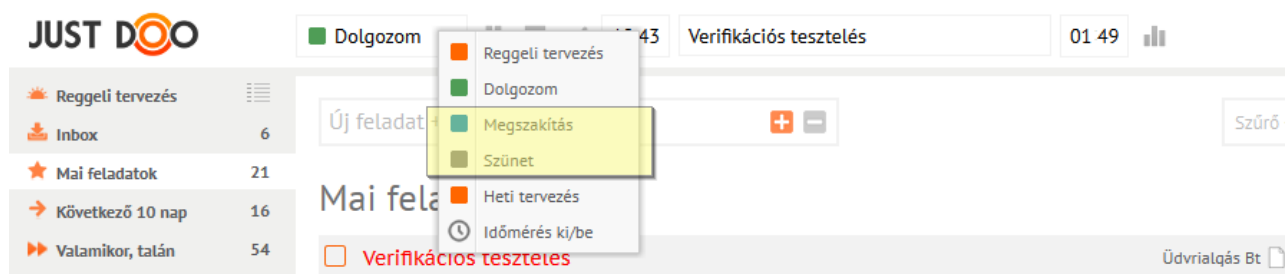 JUST DOO
Dolgozom
43
Verifikációs tesztelés
01 49
Reggeli tervezés
Inbox 6
Mai feladatok 21
Következő 10 nap 16
Valamikor, talán 54
Reggeli tervezés
Dolgozom
Megszakítás
Szünet
Heti tervezés
Időmérés ki/be
Új feladat
Szűrő
Mai
Verifikációs tesztelés
Üdvrialgás Bt